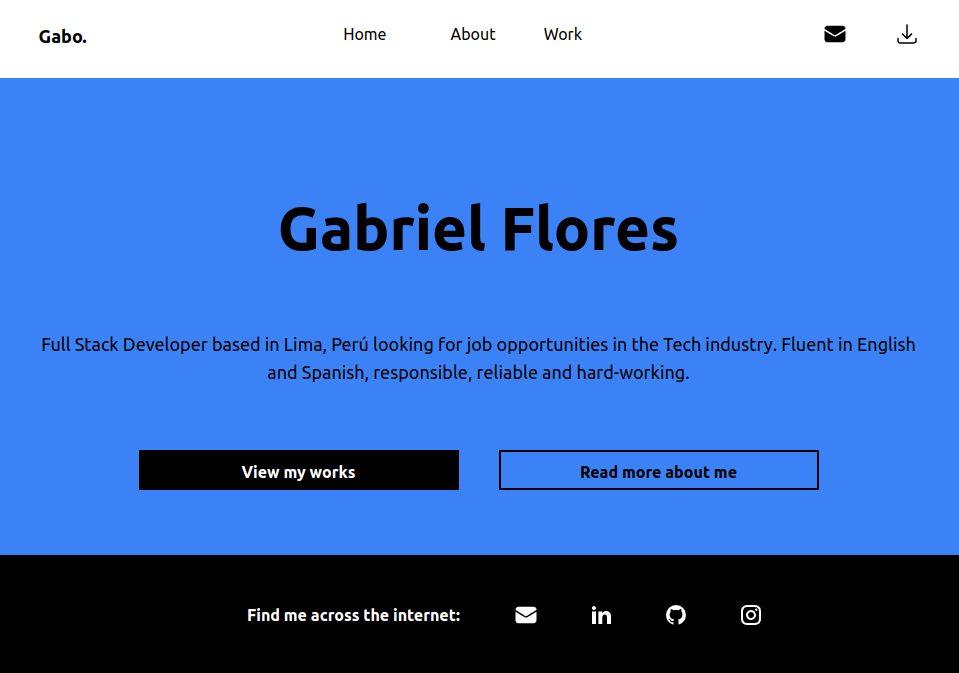 Gabo.
Home About Work
Gabriel Flores
Full Stack Developer based in Lima, Perú looking for job opportunities in the Tech industry. Fluent in English
and Spanish, responsible, reliable and hard-working.
View my works
Read more about me
Find me across the internet: